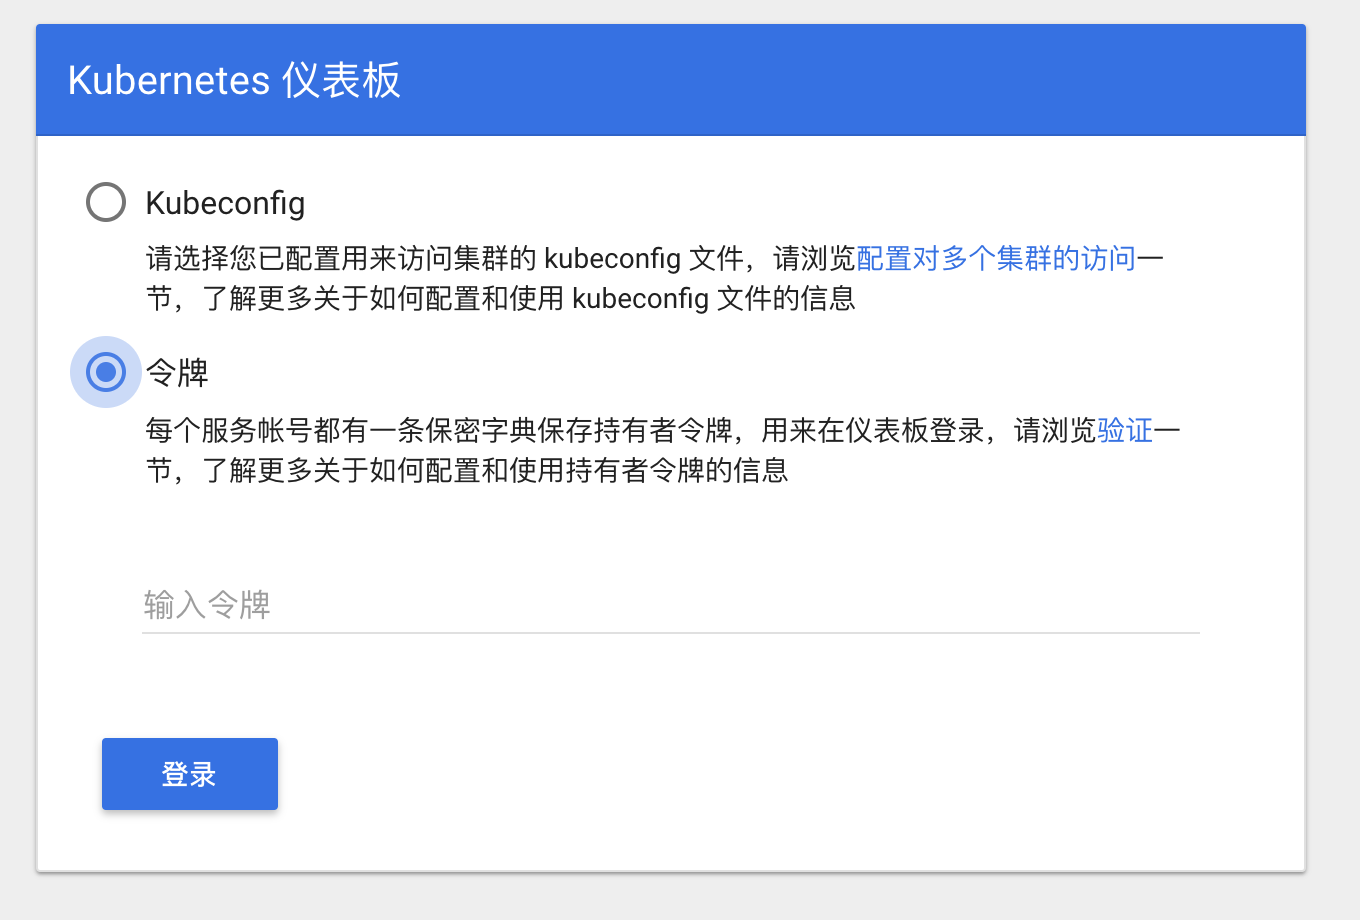 Kubernetes 仪表板
Kubeconfig
请选择您已配置用来访问集群的 kubeconfig 文件，请浏览配置对多个集群的访问一
节，了解更多关于如何配置和使用 kubeconfig 文件的信息
令牌
每个服务帐号都有一条保密字典保存持有者令牌，用来在仪表板登录，请浏览验证一
节，了解更多关于如何配置和使用持有者令牌的信息
输入令牌
登录